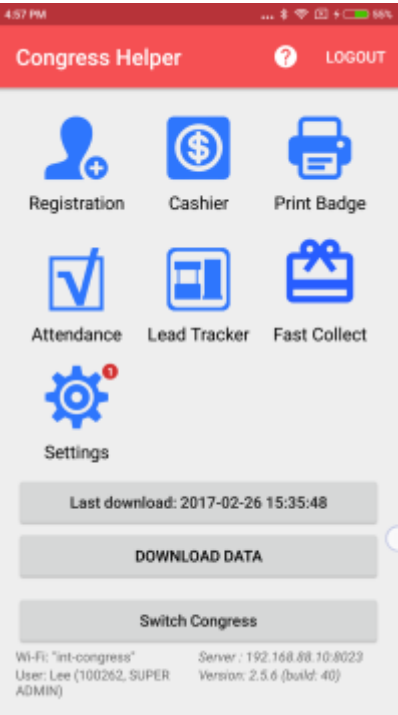 4:57 PM ... 66%
Congress Helper ? LOGOUT
Registration Cashier Print Badge
Attendance Lead Tracker Fast Collect
1
Settings
Last download: 2017-02-26 15:35:48
DOWNLOAD DATA
Switch Congress
Wi-Fi: "int-congress" Server : 192.168.88.10:8023
User: Lee (100262, SUPER Version: 2.5.6 (build: 40)
ADMIN)